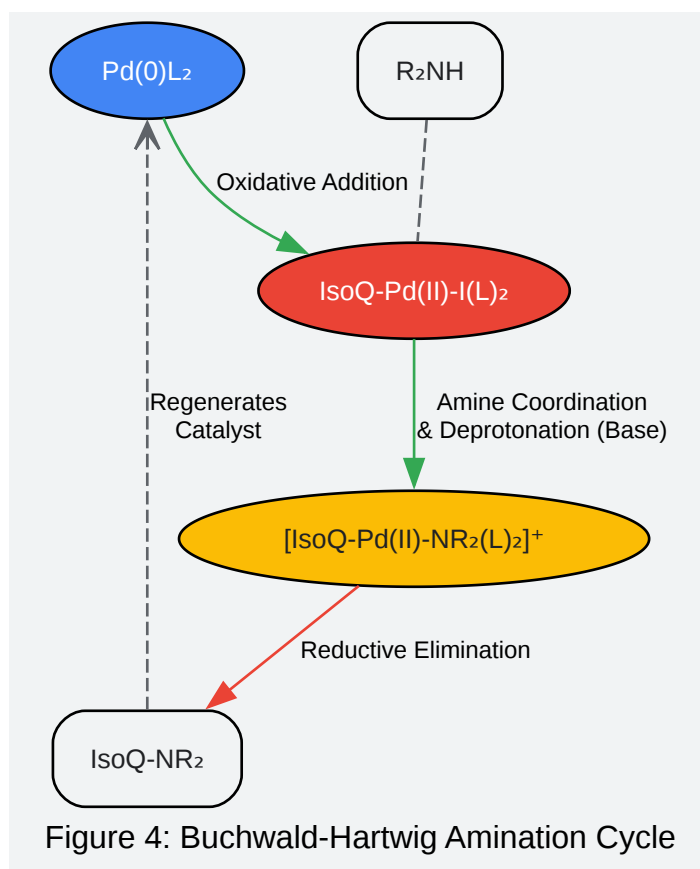 Pd(0)L₂
R₂NH
Oxidative Addition
IsoQ-Pd(II)-I(L)₂
Regenerates
Catalyst
Amine Coordination
& Deprotonation (Base)
[IsoQ-Pd(II)-NR₂(L)₂]⁺
Reductive Elimination
IsoQ-NR₂
Figure 4: Buchwald-Hartwig Amination Cycle